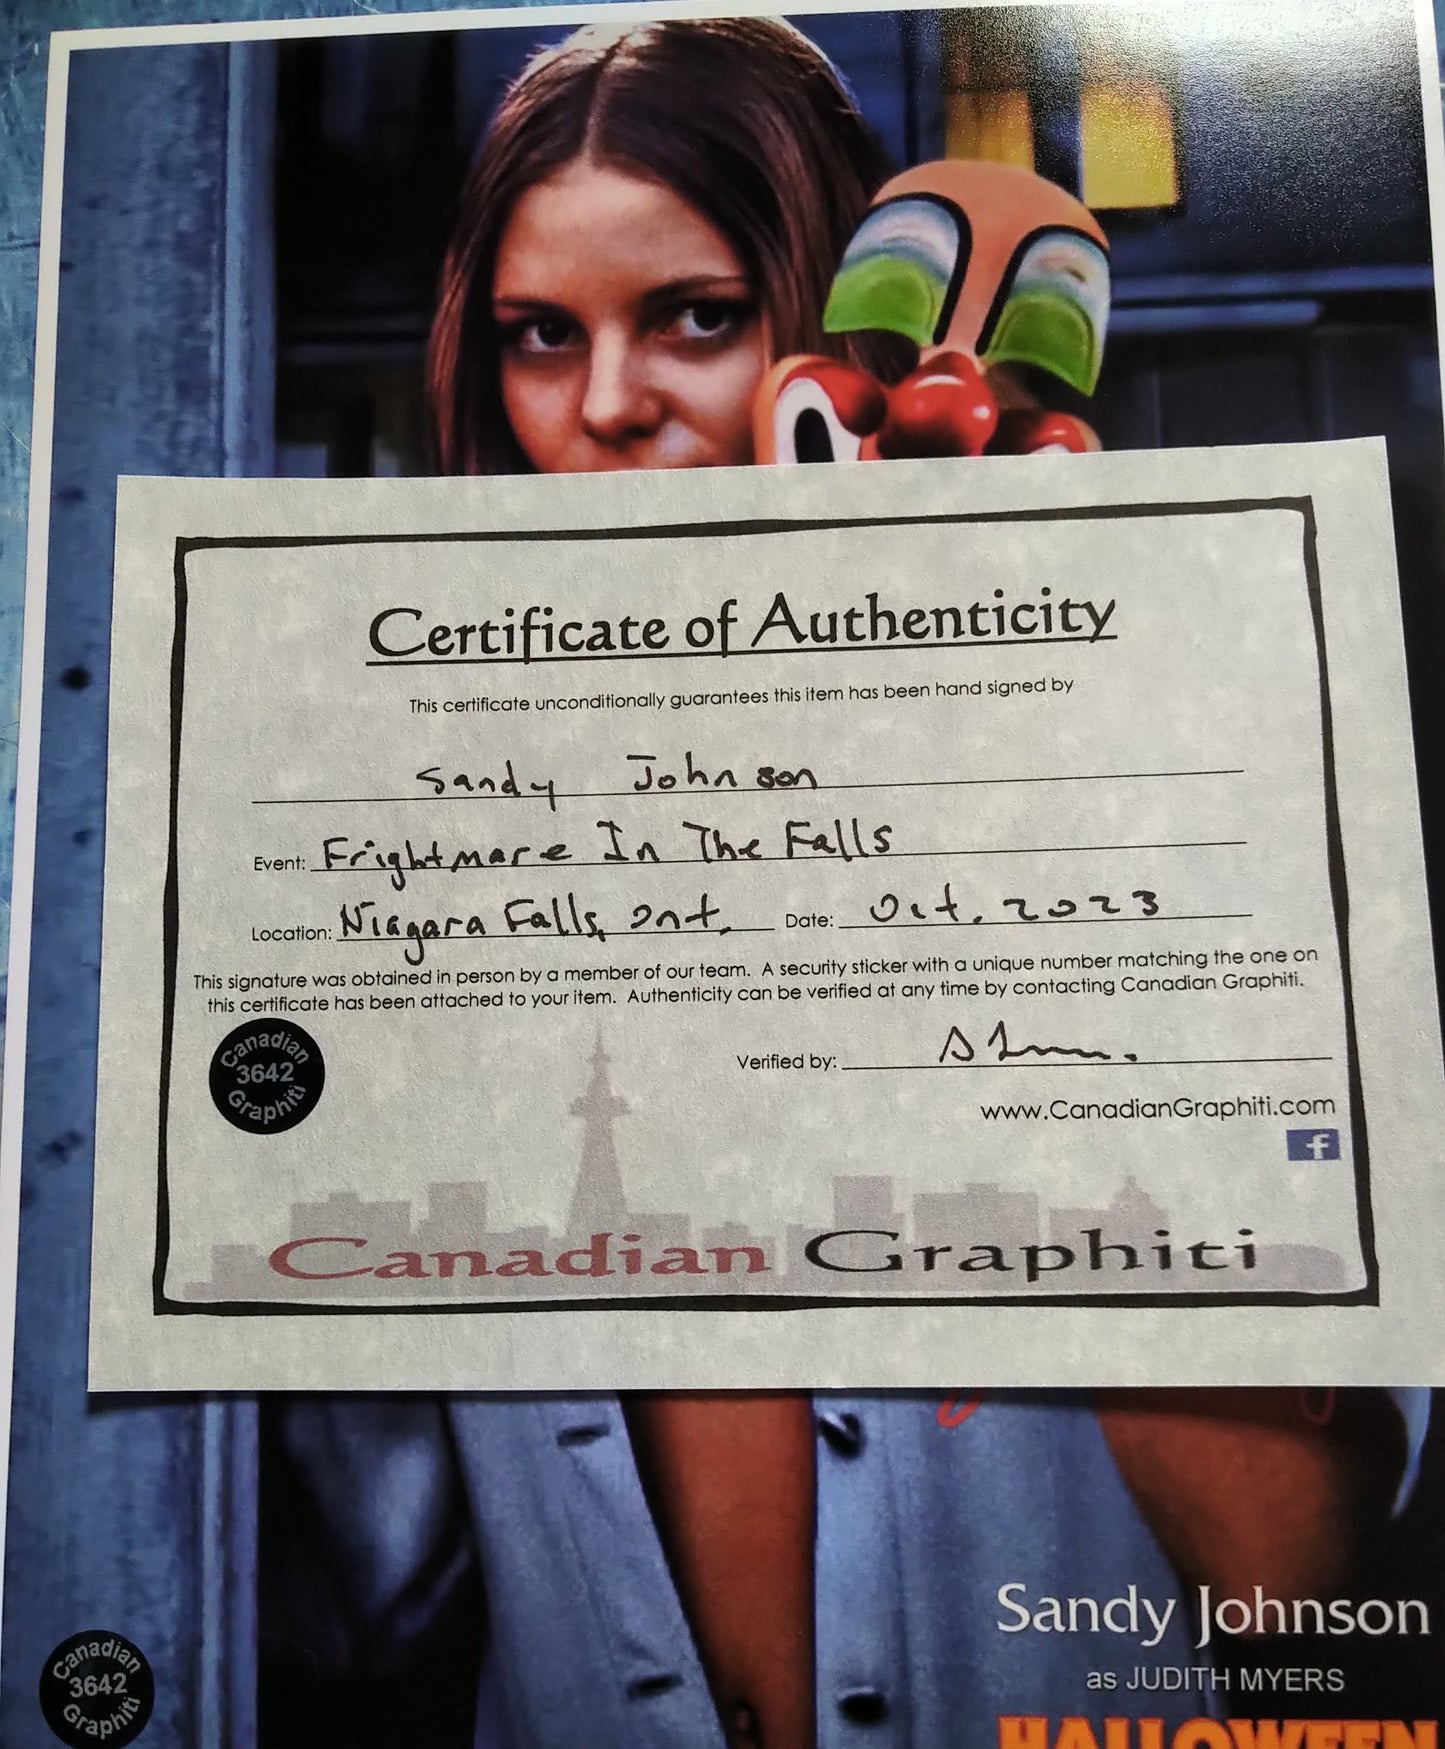 Certificate of Authenticity
This certificate unconditionally guarantees this item has been hand signed by
Sandy Johnson
Event: Frightmare In The Falls
Location: Niagara Falls, Ont. Date: Oct. 2023
This signature was obtained in person by a member of our team. A security sticker with a unique number matching the one on
this certificate has been attached to your item. Authenticity can be verified at any time by contacting Canadian Graphiti.
Canadian
3642
Graphiti
Verified by:
www.CanadianGraphiti.com
f
Canadian Graphiti
Sandy Johnson
as JUDITH MYERS
HALLOWEEN
Canadian
3642
Graphiti